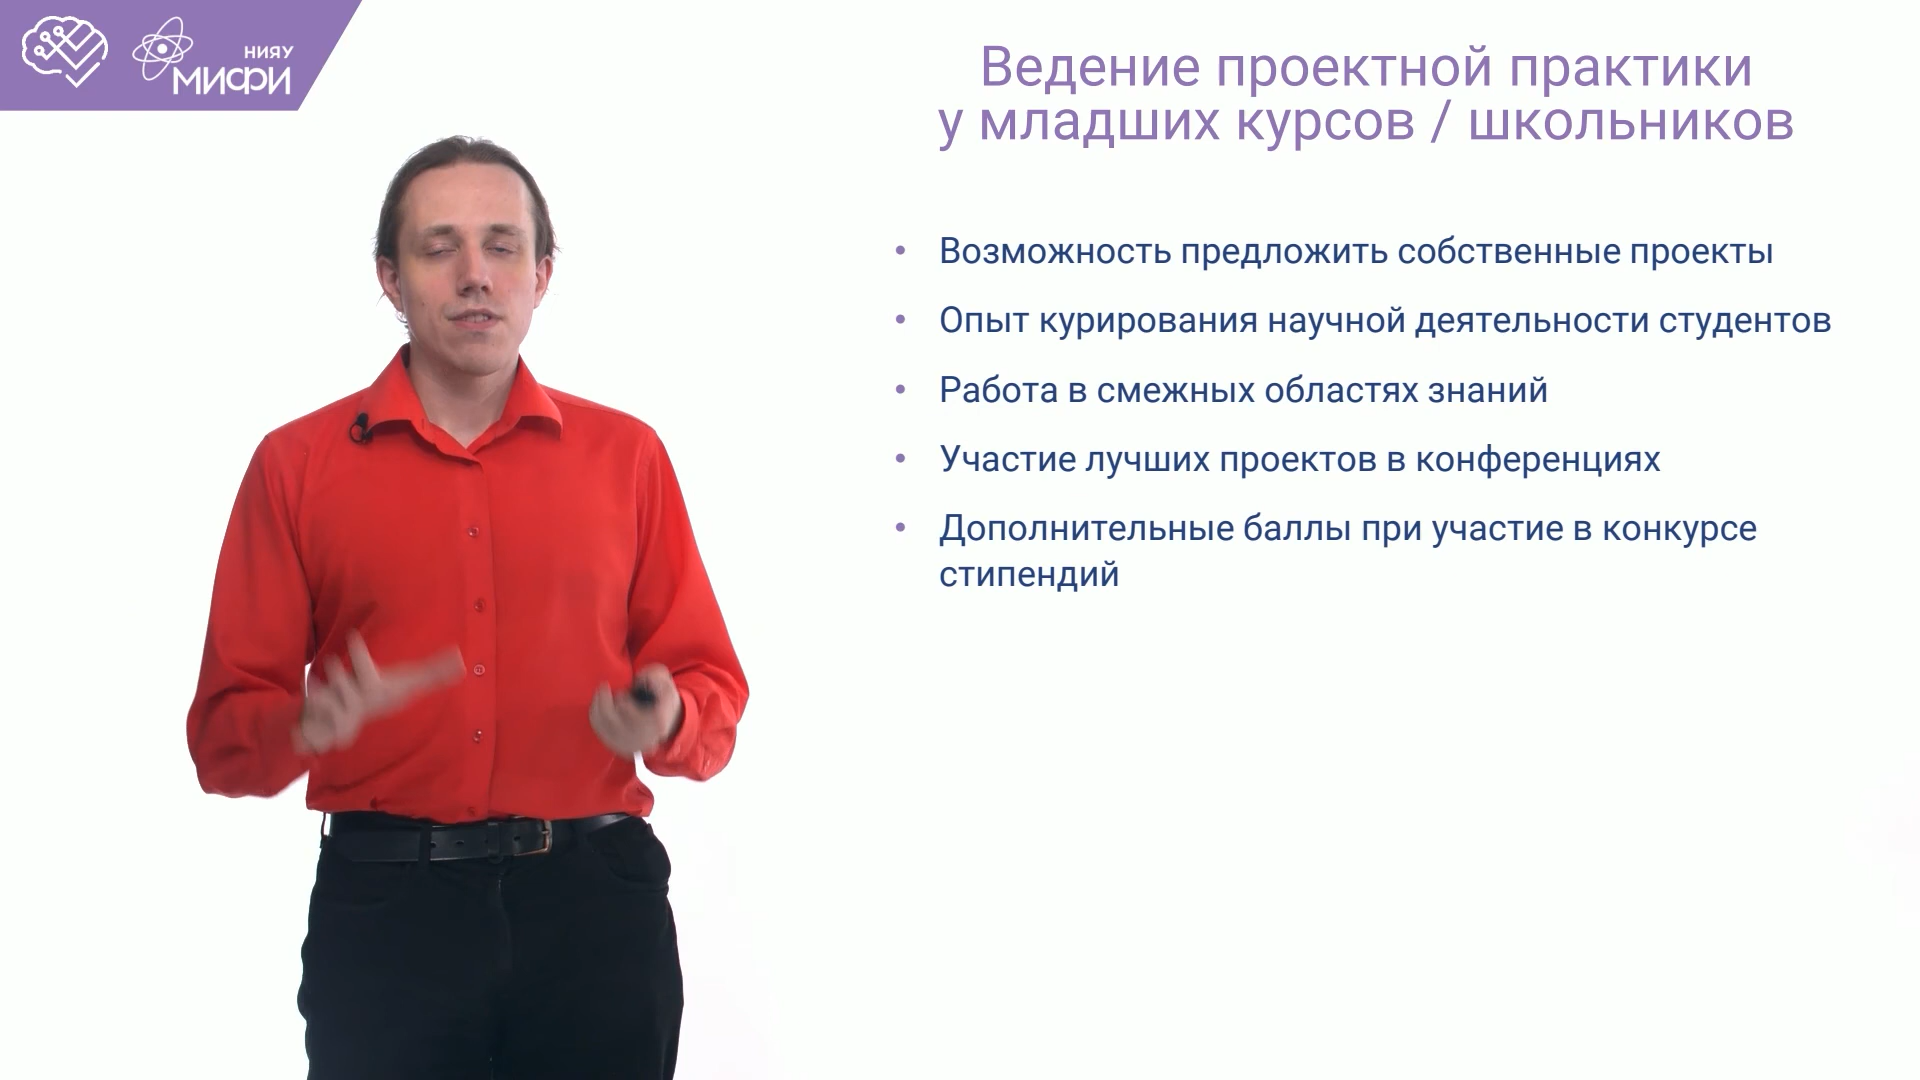 НИЯУ
МИФИ
Ведение проектной практики
у младших курсов / школьников
• Возможность предложить собственные проекты
• Опыт курирования научной деятельности студентов
• Работа в смежных областях знаний
• Участие лучших проектов в конференциях
• Дополнительные баллы при участие в конкурсе
стипендий